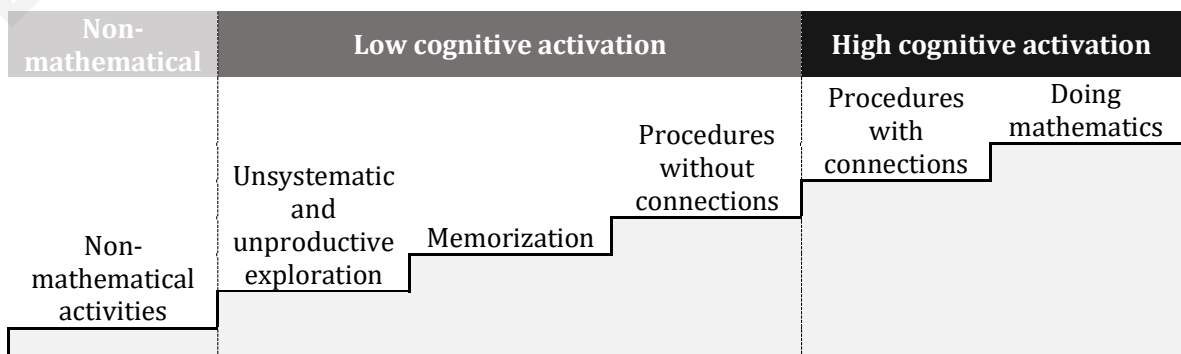 Non-
mathematical
Low cognitive activation
High cognitive activation
Non-
mathematical
activities
Unsystematic
and
unproductive
exploration
Memorization
Procedures
without
connections
Procedures
with
connections
Doing
mathematics